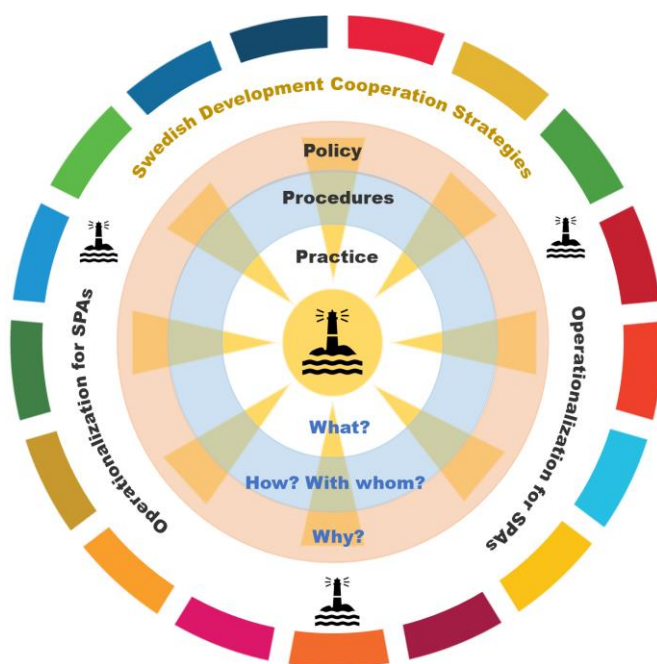 Swedish Development Cooperation Strategies
Policy
Procedures
Practice
Operationalization for SPAs
Operationalization for SPAs
What?
How? With whom?
Why?